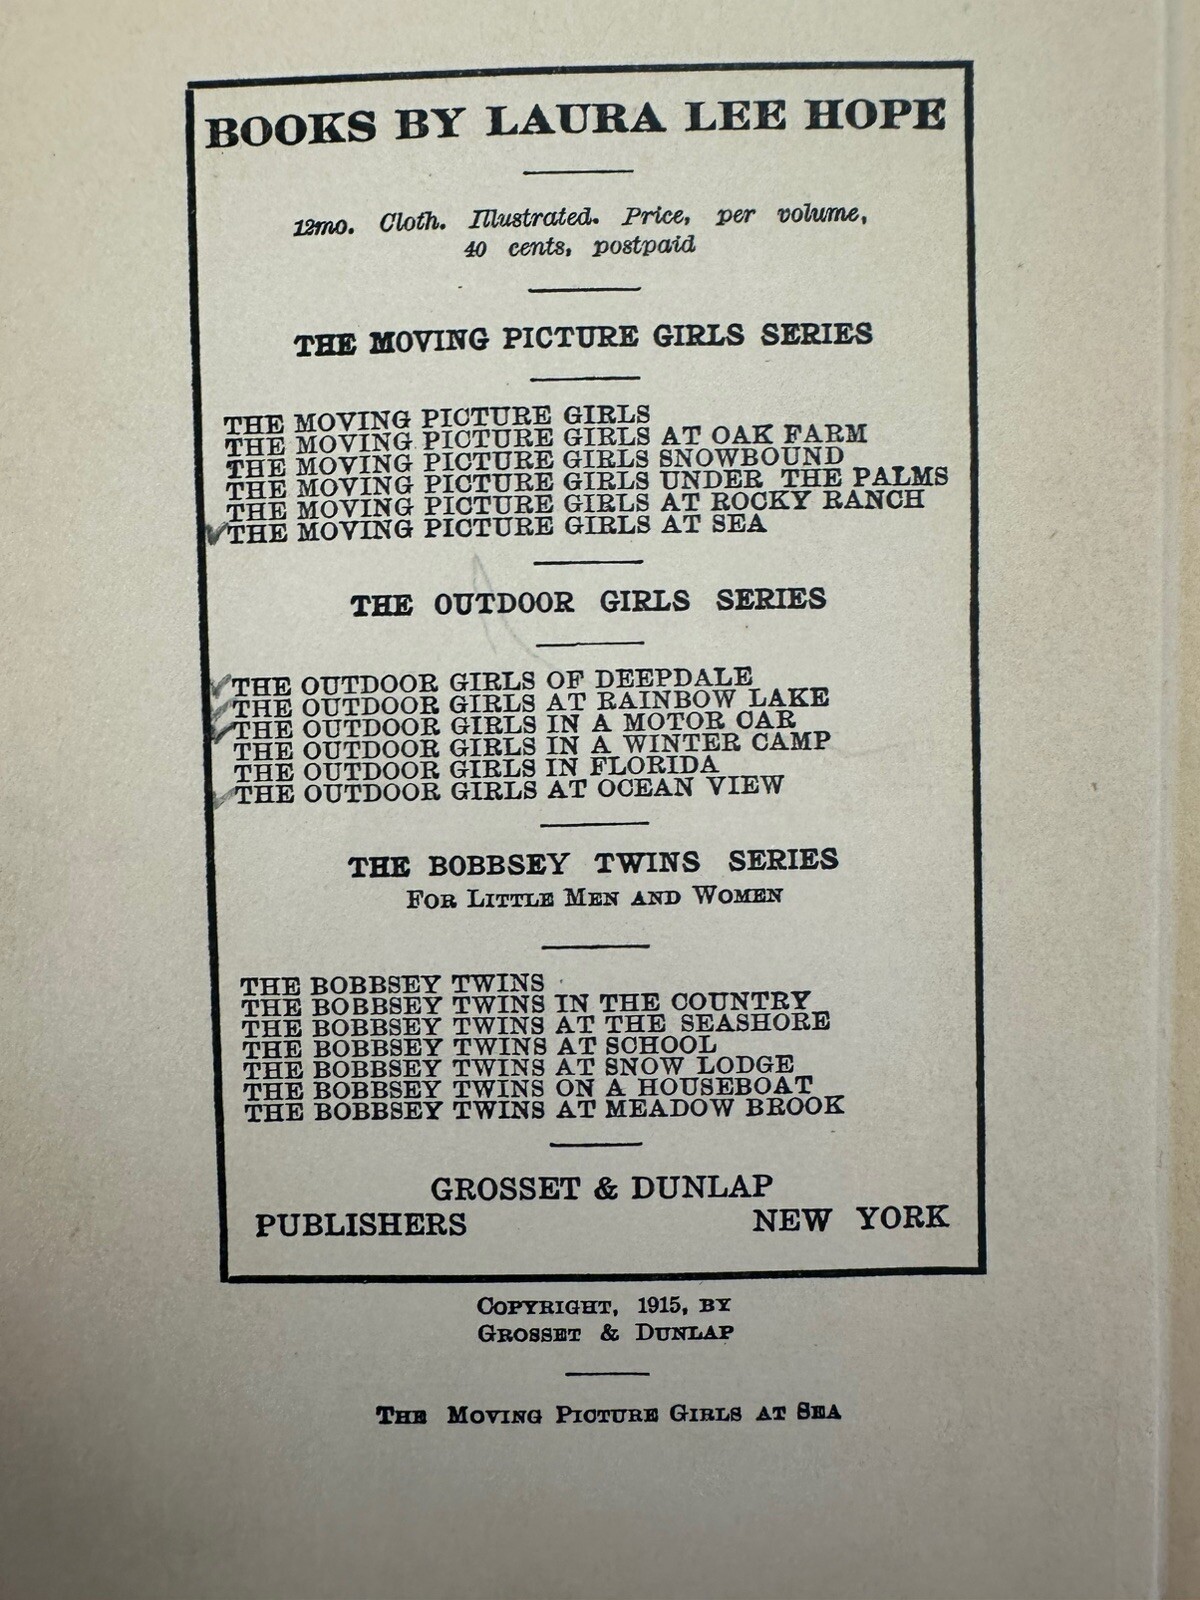 BOOKS BY LAURA LEE HOPE
12mo. Cloth. Illustrated. Price, per volume,
40 cents, postpaid
THE MOVING PICTURE GIRLS SERIES
THE MOVING PICTURE GIRLS
THE MOVING PICTURE GIRLS AT OAK FARM
THE MOVING PICTURE GIRLS SNOWBOUND
THE MOVING PICTURE GIRLS UNDER THE PALMS
THE MOVING PICTURE GIRLS AT ROCKY RANCH
THE MOVING PICTURE GIRLS AT SEA
THE OUTDOOR GIRLS SERIES
THE OUTDOOR GIRLS OF DEEPDALE
THE OUTDOOR GIRLS AT RAINBOW LAKE
THE OUTDOOR GIRLS IN A MOTOR CAR
THE OUTDOOR GIRLS IN A WINTER CAMP
THE OUTDOOR GIRLS IN FLORIDA
THE OUTDOOR GIRLS AT OCEAN VIEW
THE BOBBSEY TWINS SERIES
FOR LITTLE MEN AND WOMEN
THE BOBBSEY TWINS
THE BOBBSEY TWINS IN THE COUNTRY
THE BOBBSEY TWINS AT THE SEASHORE
THE BOBBSEY TWINS AT SCHOOL
THE BOBBSEY TWINS AT SNOW LODGE
THE BOBBSEY TWINS ON A HOUSEBOAT
THE BOBBSEY TWINS AT MEADOW BROOK
GROSSET & DUNLAP
PUBLISHERS NEW YORK
COPYRIGHT, 1915, BY
GROSSET & DUNLAP
THE MOVING PICTURE GIRLS AT SEA